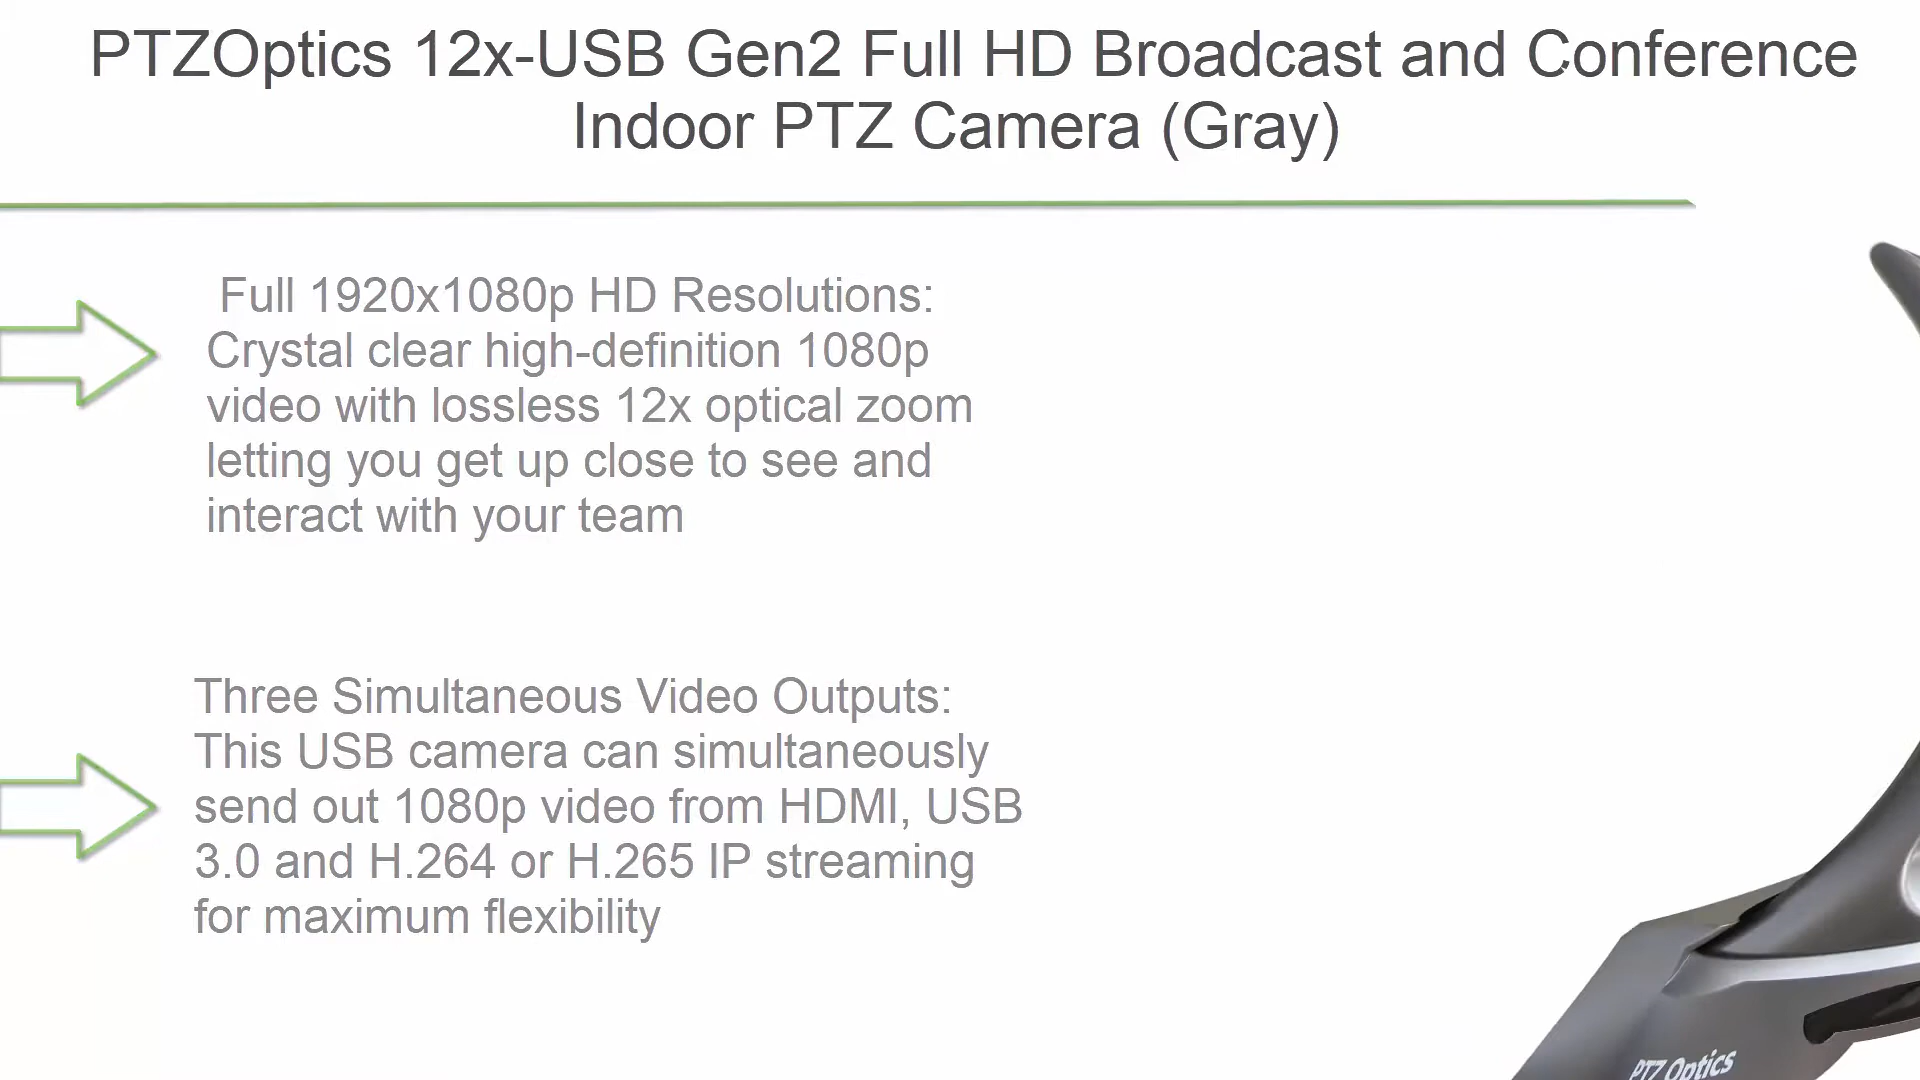 PTZOptics 12x-USB Gen2 Full HD Broadcast and Conference
Indoor PTZ Camera (Gray)
Full 1920x1080p HD Resolutions:
Crystal clear high-definition 1080p
video with lossless 12x optical zoom
letting you get up close to see and
interact with your team
Three Simultaneous Video Outputs:
This USB camera can simultaneously
send out 1080p video from HDMI, USB
3.0 and H.264 or H.265 IP streaming
for maximum flexibility
PTZ Optics